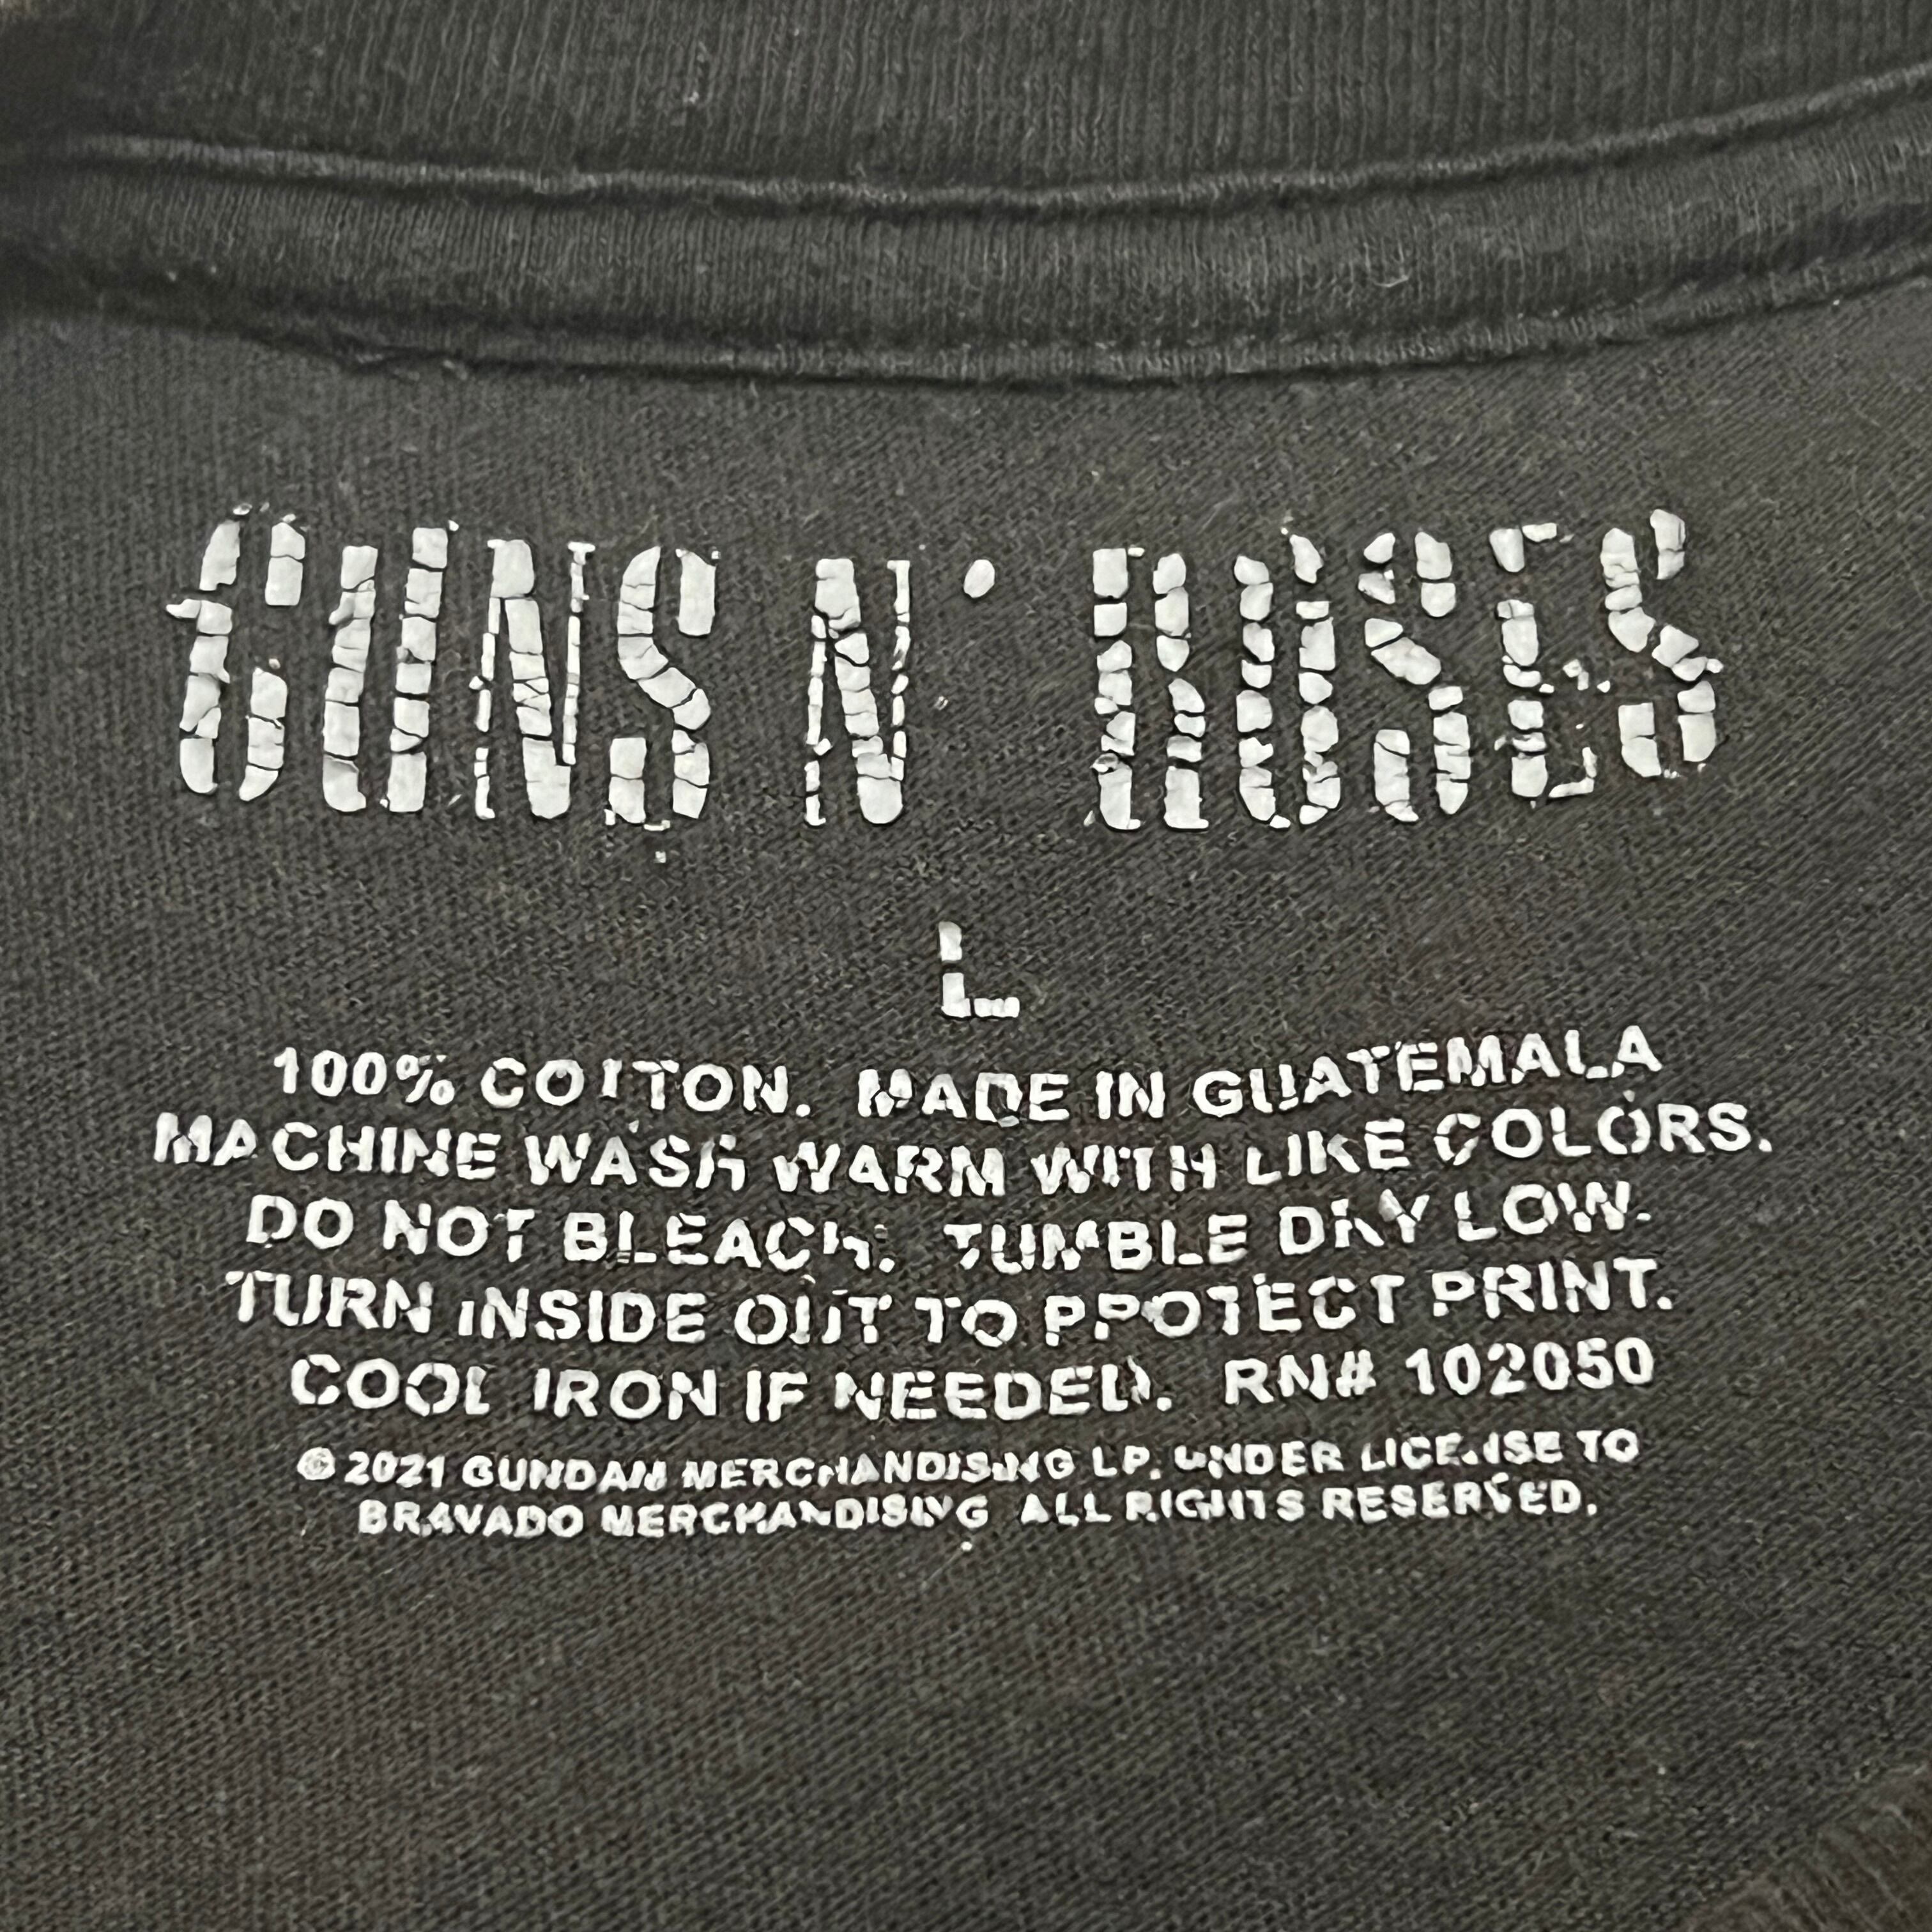 GUNS N' ROSES
L
100% COTTON. MADE IN GUATEMALA
MACHINE WASH WARM WITH LIKE COLORS.
DO NOT BLEACH. TUMBLE DRY LOW.
TURN INSIDE OUT TO PROTECT PRINT.
COOL IRON IF NEEDED. RN# 102050
© 2021 GUNDAM MERCHANDISING LP. UNDER LICENSE TO
BRAVADO MERCHANDISING ALL RIGHTS RESERVED.